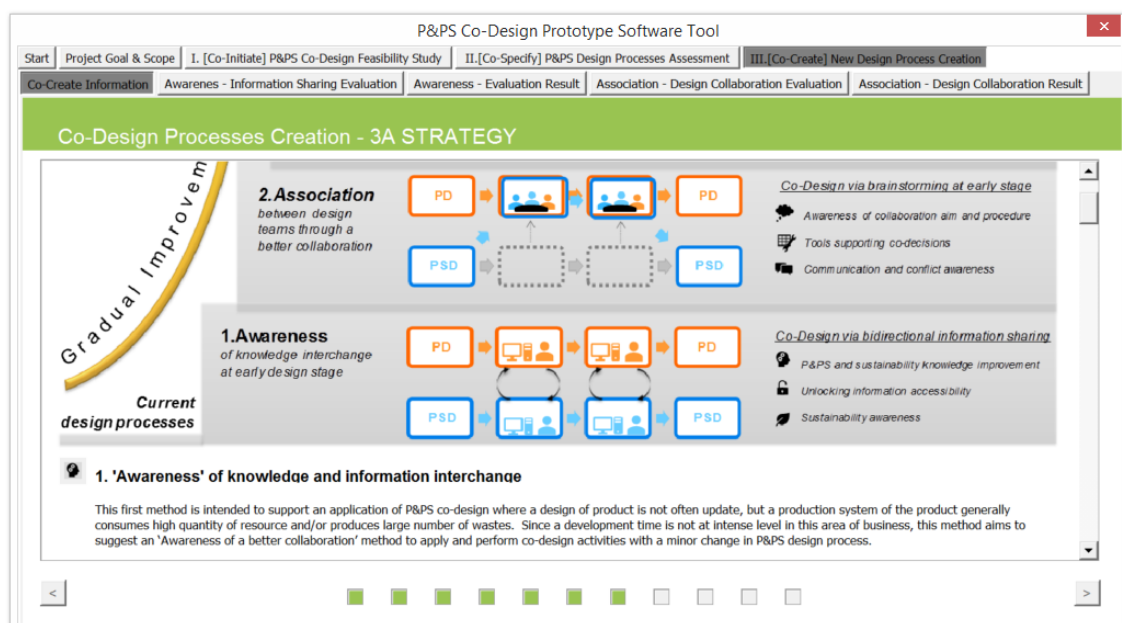 P&PS Co-Design Prototype Software Tool
×
Start
Project Goal & Scope
I. [Co-Initiate] P&PS Co-Design Feasibility Study
II.[Co-Specify] P&PS Design Processes Assessment
III.[Co-Create] New Design Process Creation
Co-Create Information
Awarenes - Information Sharing Evaluation
Awareness - Evaluation Result
Association - Design Collaboration Evaluation
Association - Design Collaboration Result
Co-Design Processes Creation - 3A STRATEGY
Gradual Improvem
2.Association
between design
teams through a
better collaboration
PD
PD
PSD
PSD
Co-Design via brainstorming at early stage
Awareness of collaboration aim and procedure
Tools supporting co-decisions
Communication and conflict awareness
1.Awareness
of knowledge interchange
at early design stage
PD
PD
PSD
PSD
Co-Design via bidirectional information sharing
P&PS and sustainability knowledge improvement
Unlocking information accessibility
Sustainability awareness
Current
design processes
1. 'Awareness' of knowledge and information interchange
This first method is intended to support an application of P&PS co-design where a design of product is not often update, but a production system of the product generally
consumes high quantity of resource and/or produces large number of wastes. Since a development time is not at intense level in this area of business, this method aims to
suggest an 'Awareness of a better collaboration' method to apply and perform co-design activities with a minor change in P&PS design process.
<
>